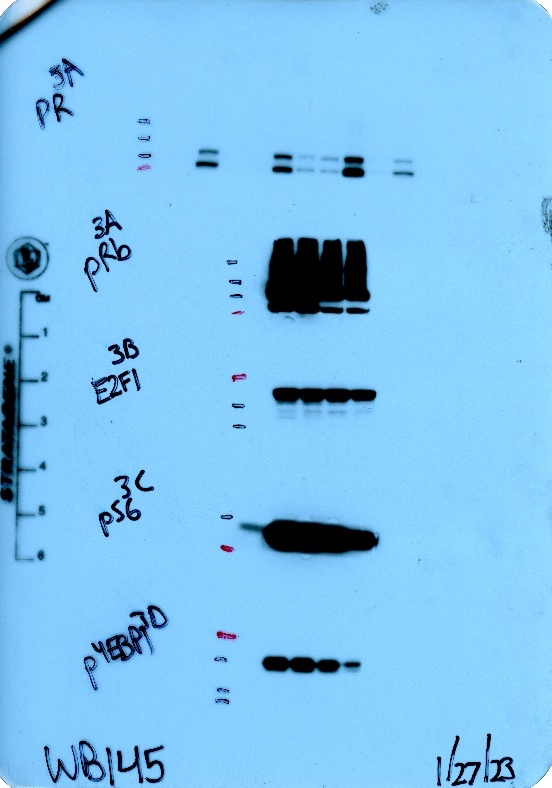 3A
PR
3A
PRb
3B
E2F1
3C
pS6
3D
p4EBP1
STRATAGENE
1
2
3
4
5
6
WB145
1/27/23